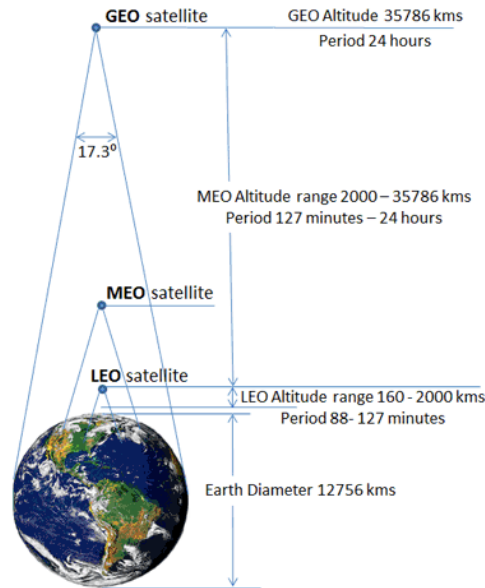 GEO satellite
GEO Altitude 35786 kms
Period 24 hours
17.3⁰
MEO Altitude range 2000 – 35786 kms
Period 127 minutes – 24 hours
MEO satellite
LEO satellite
LEO Altitude range 160 - 2000 kms
Period 88- 127 minutes
Earth Diameter 12756 kms